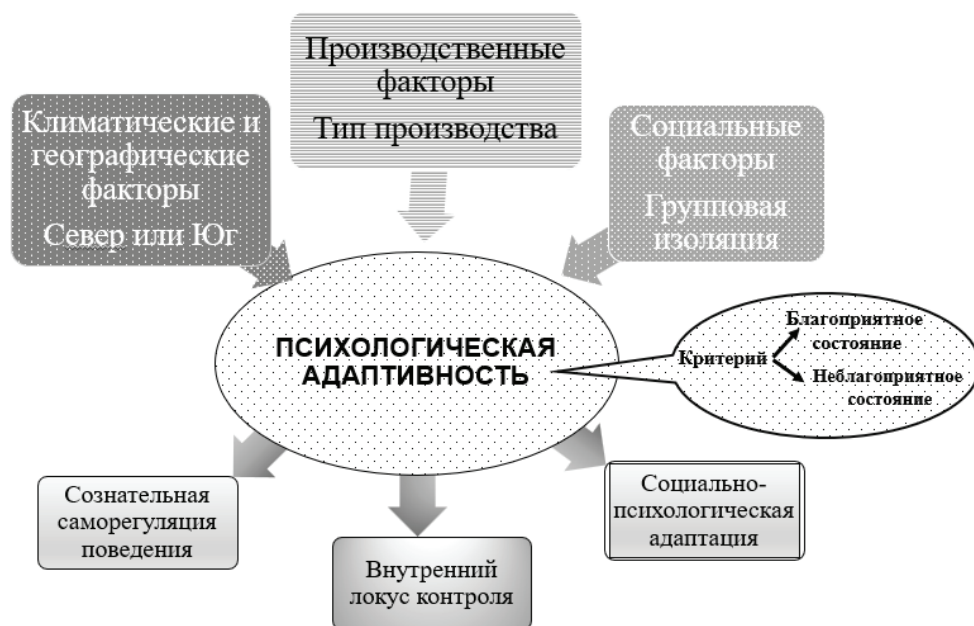 Производственные
факторы
Тип производства
Климатические и
географические
факторы
Север или Юг
Социальные
факторы
Групповая
изоляция
ПСИХОЛОГИЧЕСКАЯ
АДАПТИВНОСТЬ
Критерий
Благоприятное
состояние
Неблагоприятное
состояние
Сознательная
саморегуляция
поведения
Внутренний
локус контроля
Социально-
психологическая
адаптация